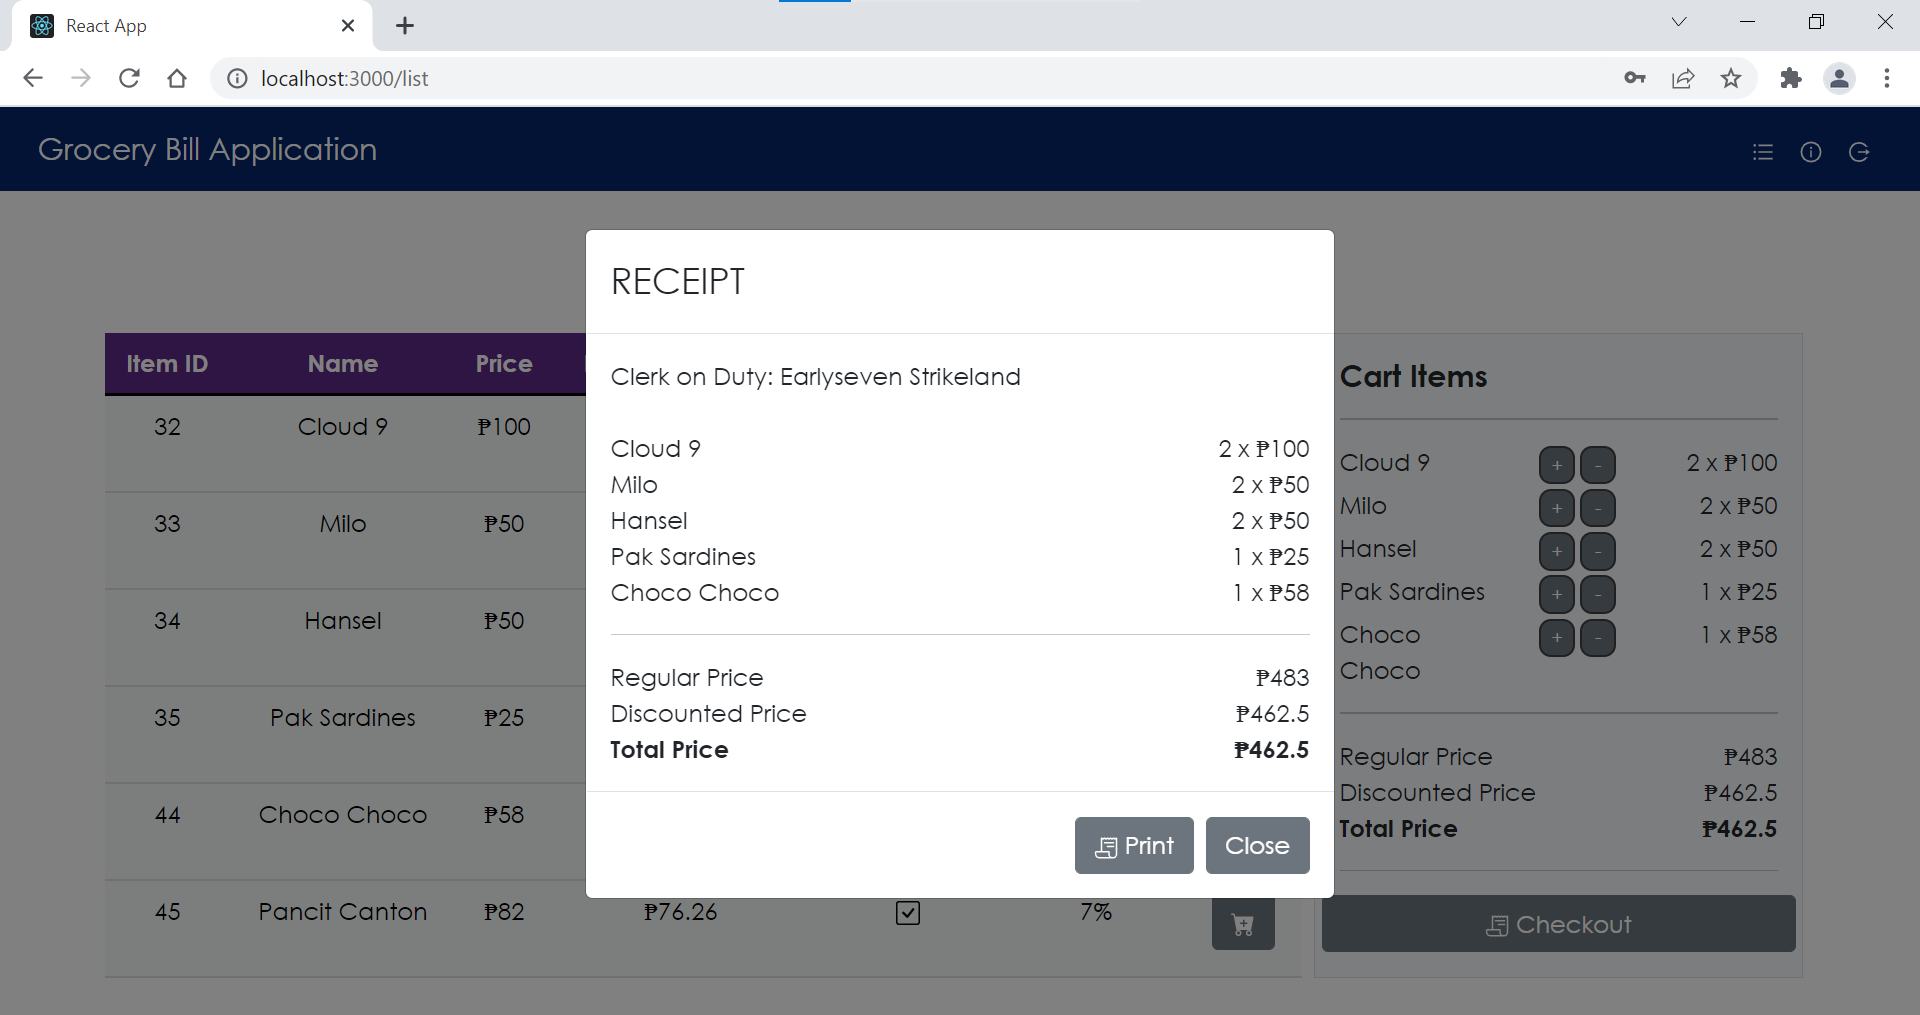 React App
localhost:3000/list
Grocery Bill Application
RECEIPT
Clerk on Duty: Earlyseven Strikeland
Cloud 9 2 x ₱100
Milo 2 x ₱50
Hansel 2 x ₱50
Pak Sardines 1 x ₱25
Choco Choco 1 x ₱58
Regular Price ₱483
Discounted Price ₱462.5
Total Price ₱462.5
Print Close
Item ID Name Price
32 Cloud 9 ₱100
33 Milo ₱50
34 Hansel ₱50
35 Pak Sardines ₱25
44 Choco Choco ₱58
45 Pancit Canton ₱82 ₱76.26 7%
Cart Items
Cloud 9 + - 2 x ₱100
Milo + - 2 x ₱50
Hansel + - 2 x ₱50
Pak Sardines + - 1 x ₱25
Choco + - 1 x ₱58
Choco
Regular Price ₱483
Discounted Price ₱462.5
Total Price ₱462.5
Checkout